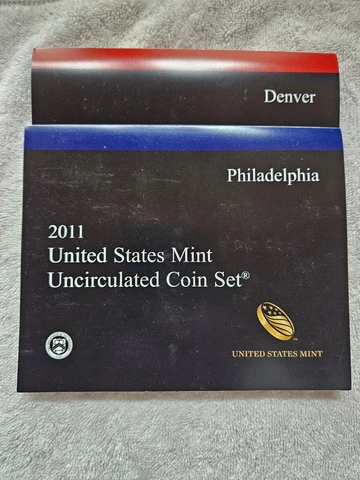 Denver
Philadelphia
2011
United States Mint
Uncirculated Coin Set®
UNITED STATES MINT